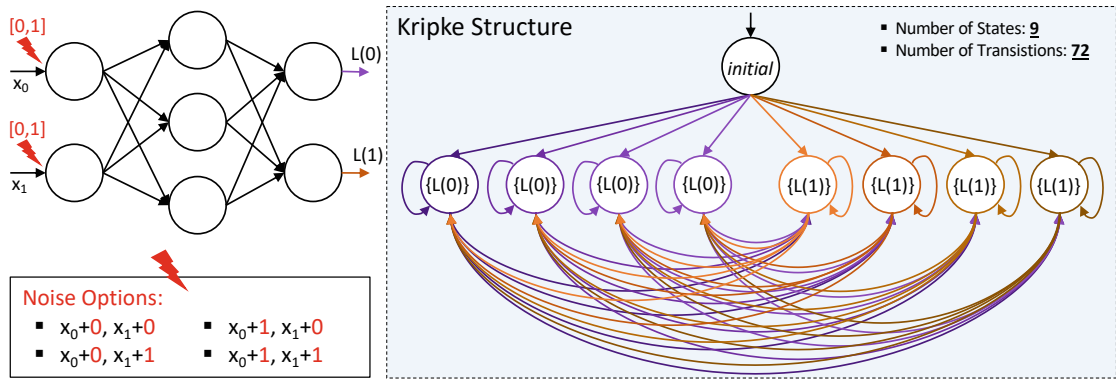 [0,1]
x0
[0,1]
x1
L(0)
L(1)
Noise Options:
▪ x0+0, x1+0
▪ x0+1, x1+0
▪ x0+0, x1+1
▪ x0+1, x1+1
Kripke Structure
▪ Number of States: 9
▪ Number of Transistions: 72
initial
{L(0)} {L(0)} {L(0)} {L(0)} {L(1)} {L(1)} {L(1)} {L(1)}